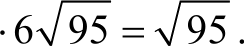 · 6√95 = √95 .